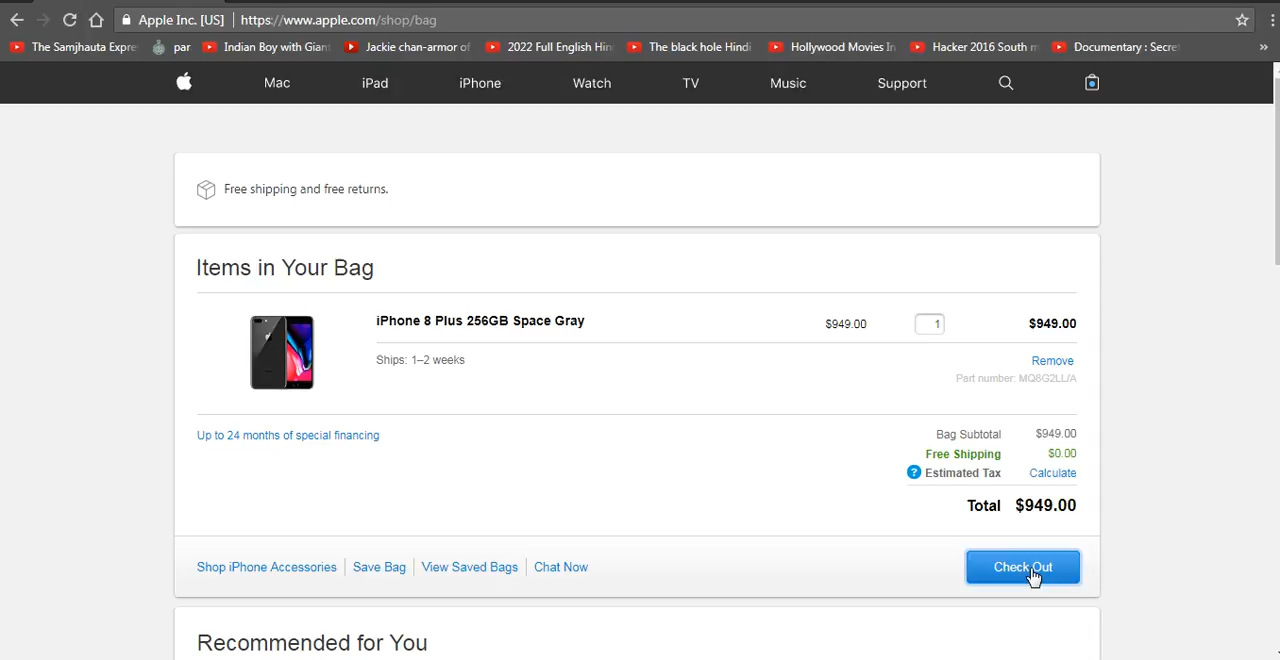 Apple Inc. [US] https://www.apple.com/shop/bag
The Samjhauta Expre par Indian Boy with Gian Jackie chan-armor of 2022 Full English Hin The black hole Hindi Hollywood Movies In Hacker 2016 South m Documentary : Secre »
Mac iPad iPhone Watch TV Music Support
Free shipping and free returns.
Items in Your Bag
iPhone 8 Plus 256GB Space Gray $949.00 1 $949.00
Ships: 1–2 weeks Remove
Part number: MQ8G2LL/A
Up to 24 months of special financing Bag Subtotal $949.00
Free Shipping $0.00
? Estimated Tax Calculate
Total $949.00
Shop iPhone Accessories Save Bag View Saved Bags Chat Now Check Out
Recommended for You